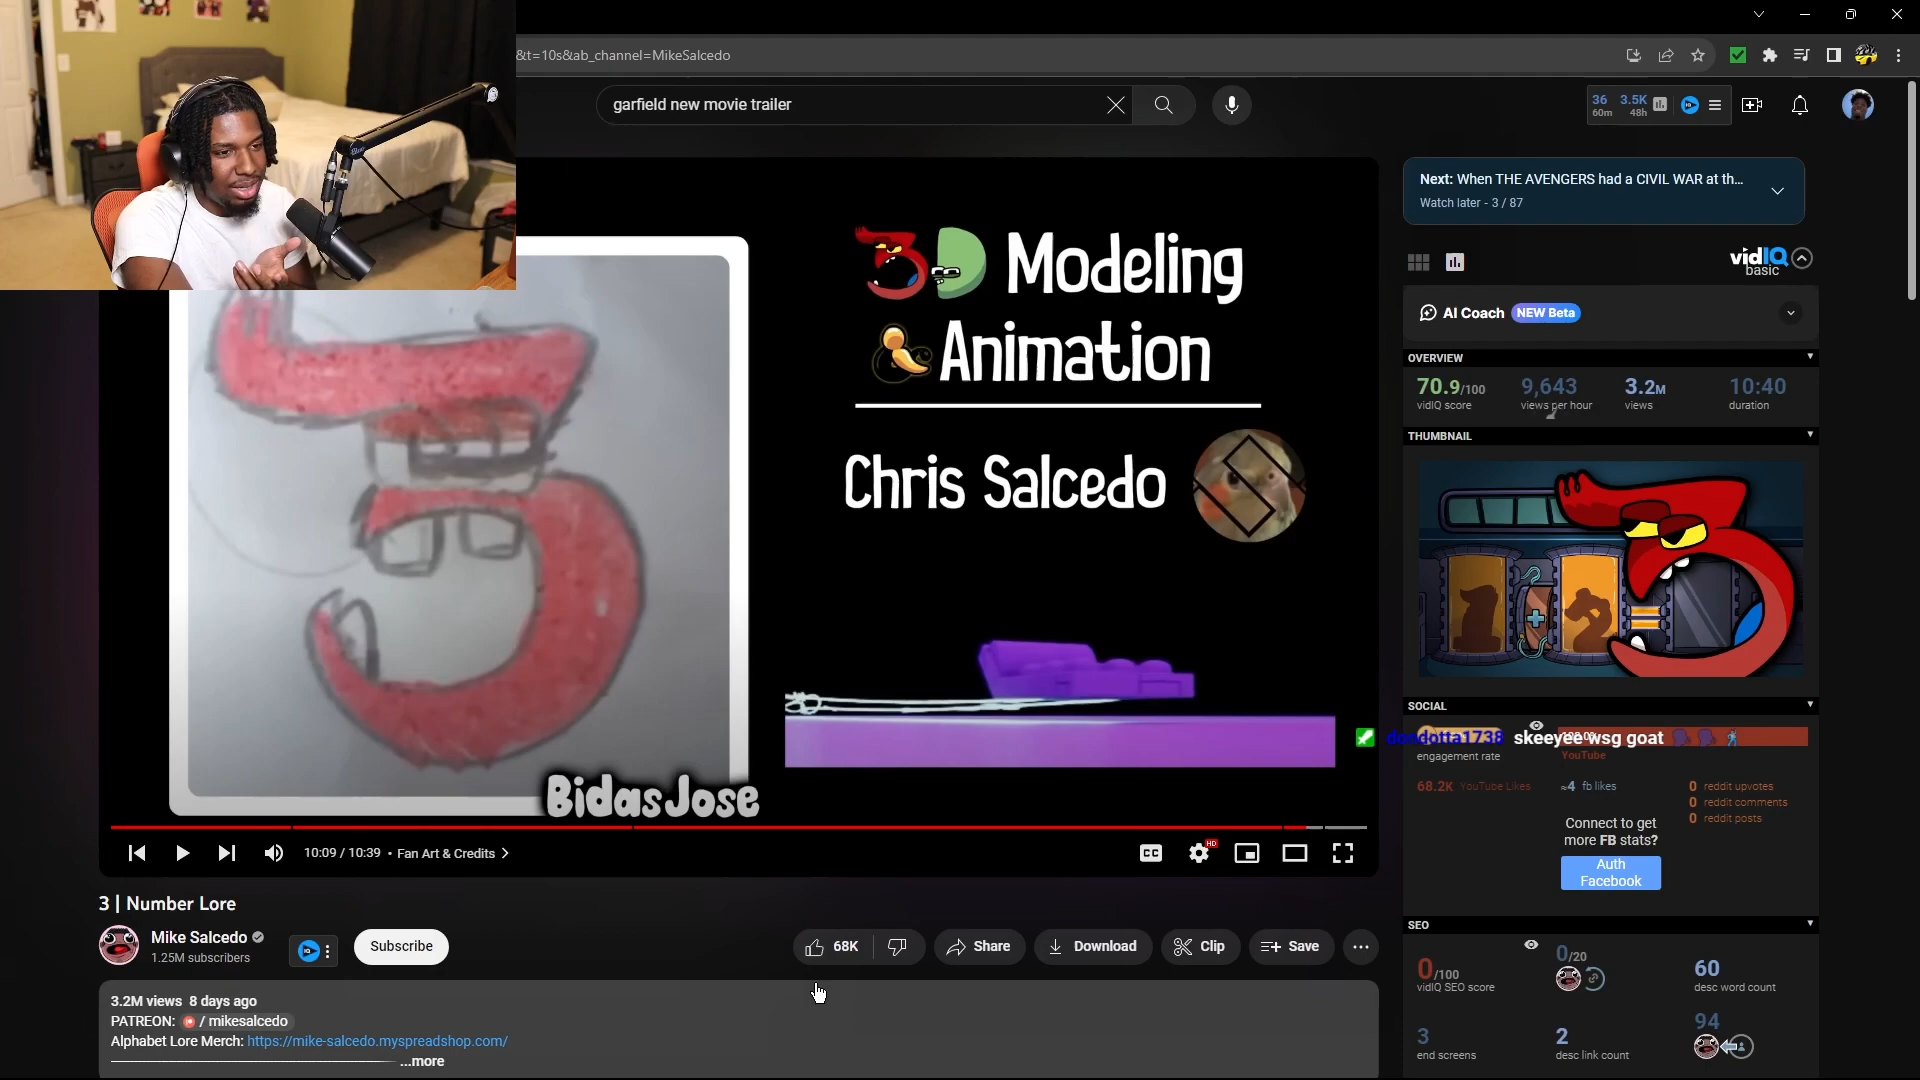 &t=10s&ab_channel=MikeSalcedo
garfield new movie trailer
36 3.5K
60m 48h
Next: When THE AVENGERS had a CIVIL WAR at th...
Watch later - 3 / 87
vidIQ
basic
AI Coach NEW Beta
OVERVIEW
70.9/100 9,643 3.2M 10:40
vidIQ score views per hour views duration
THUMBNAIL
3D Modeling
& Animation
Chris Salcedo
BidasJose
SOCIAL
dondotta1738 skeeyee wsg goat
engagement rate YouTube
68.2K YouTube Likes ≈4 fb likes 0 reddit upvotes
0 reddit comments
0 reddit posts
Connect to get
more FB stats?
Auth
Facebook
10:09 / 10:39 • Fan Art & Credits >
CC HD
3 | Number Lore
Mike Salcedo
1.25M subscribers
Subscribe
68K Share Download Clip Save
3.2M views 8 days ago
PATREON: / mikesalcedo
Alphabet Lore Merch: https://mike-salcedo.myspreadshop.com/
...more
SEO
0/100 0/20 60
vidIQ SEO score desc word count
3 2 94
end screens desc link count